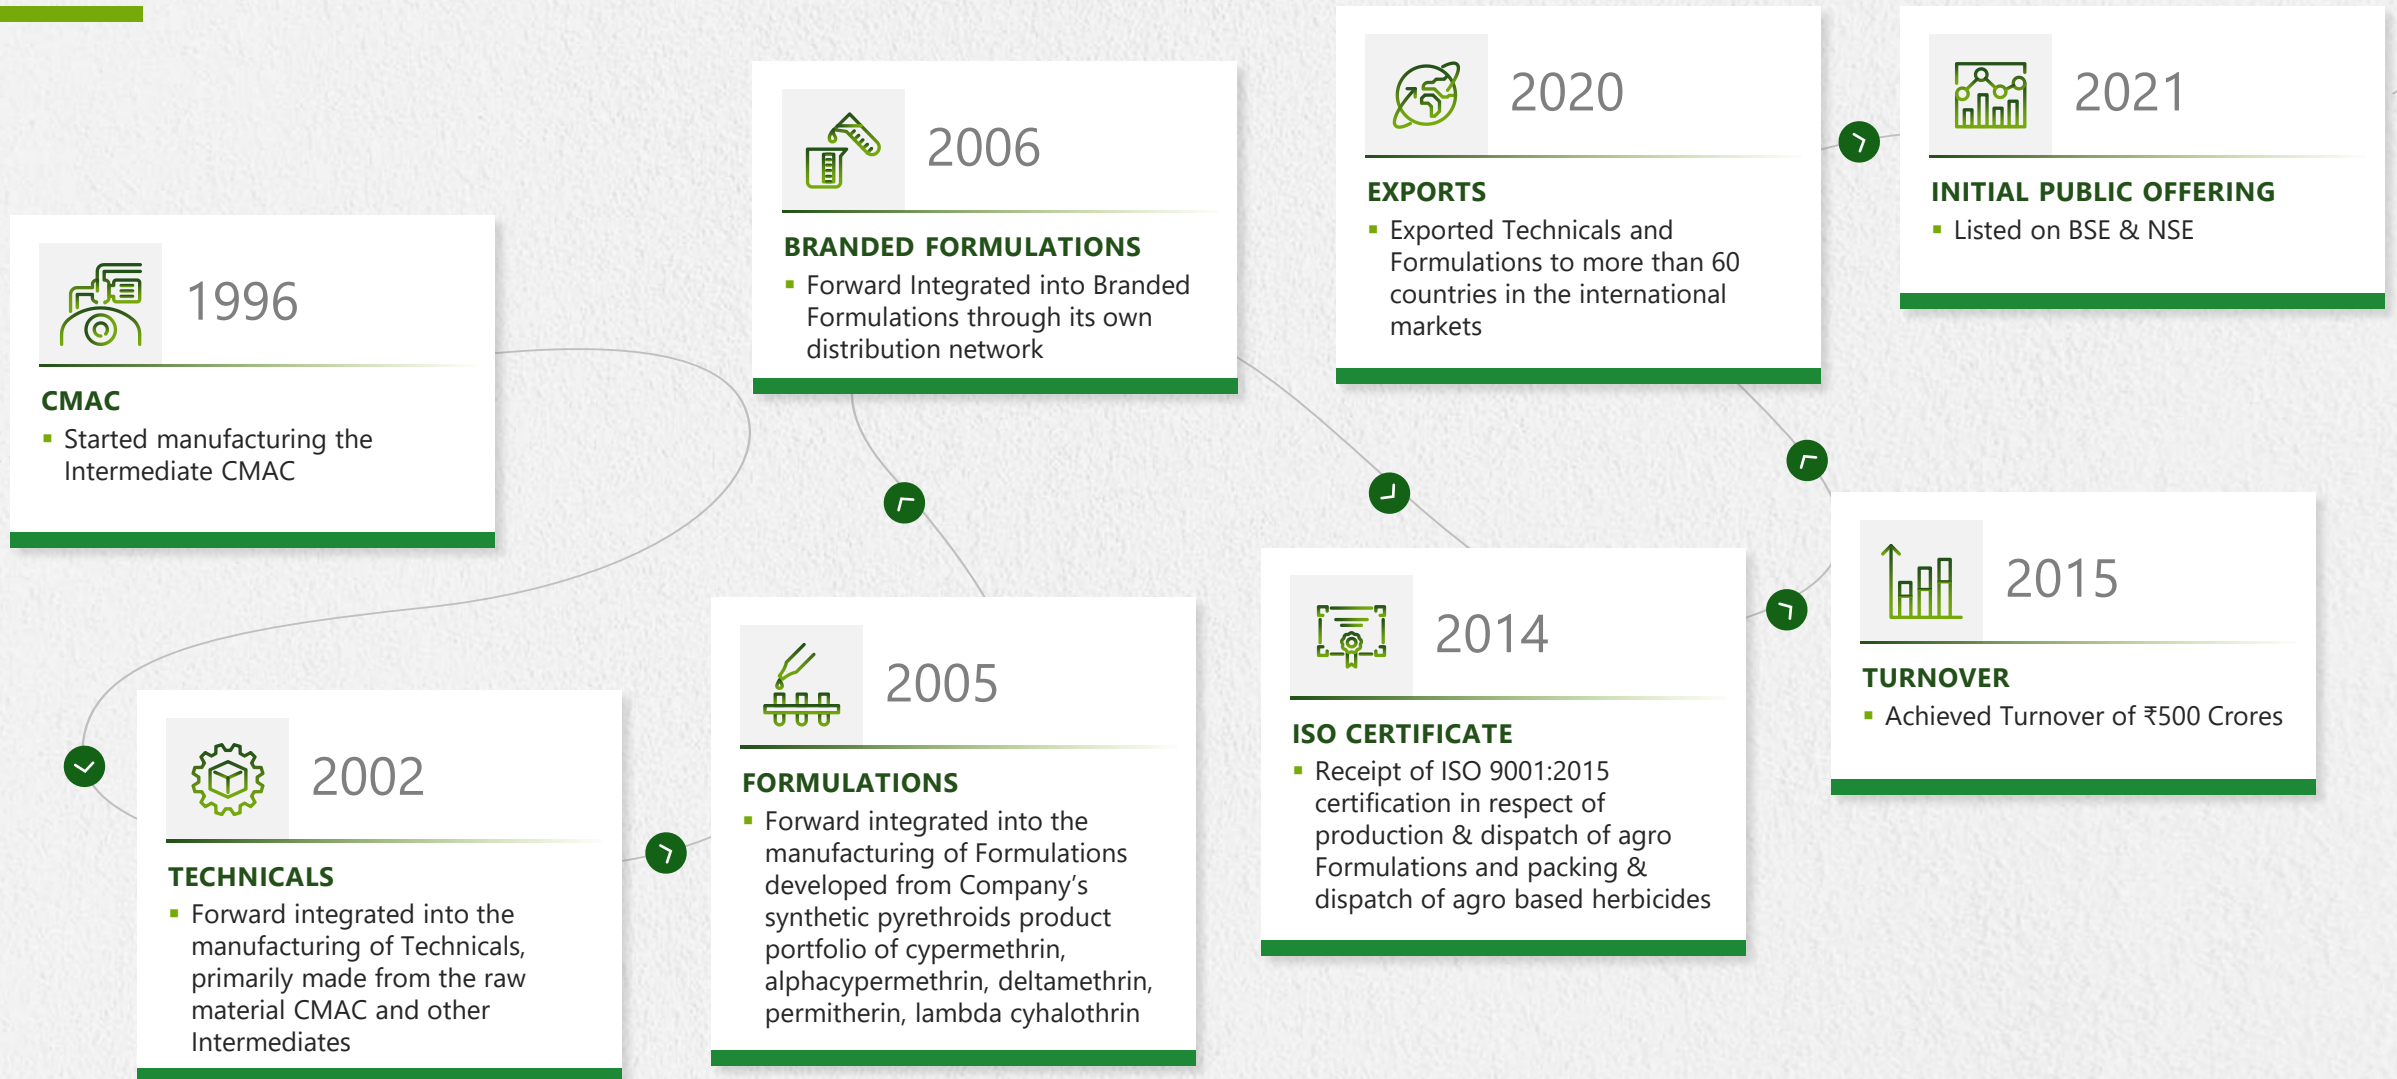 1996
CMAC
▪ Started manufacturing the
Intermediate CMAC
2002
TECHNICALS
▪ Forward integrated into the
manufacturing of Technicals,
primarily made from the raw
material CMAC and other
Intermediates
2005
FORMULATIONS
▪ Forward integrated into the
manufacturing of Formulations
developed from Company’s
synthetic pyrethroids product
portfolio of cypermethrin,
alphacypermethrin, deltamethrin,
permitherin, lambda cyhalothrin
2006
BRANDED FORMULATIONS
▪ Forward Integrated into Branded
Formulations through its own
distribution network
2014
ISO CERTIFICATE
▪ Receipt of ISO 9001:2015
certification in respect of
production & dispatch of agro
Formulations and packing &
dispatch of agro based herbicides
2015
TURNOVER
▪ Achieved Turnover of ₹500 Crores
2020
EXPORTS
▪ Exported Technicals and
Formulations to more than 60
countries in the international
markets
2021
INITIAL PUBLIC OFFERING
▪ Listed on BSE & NSE